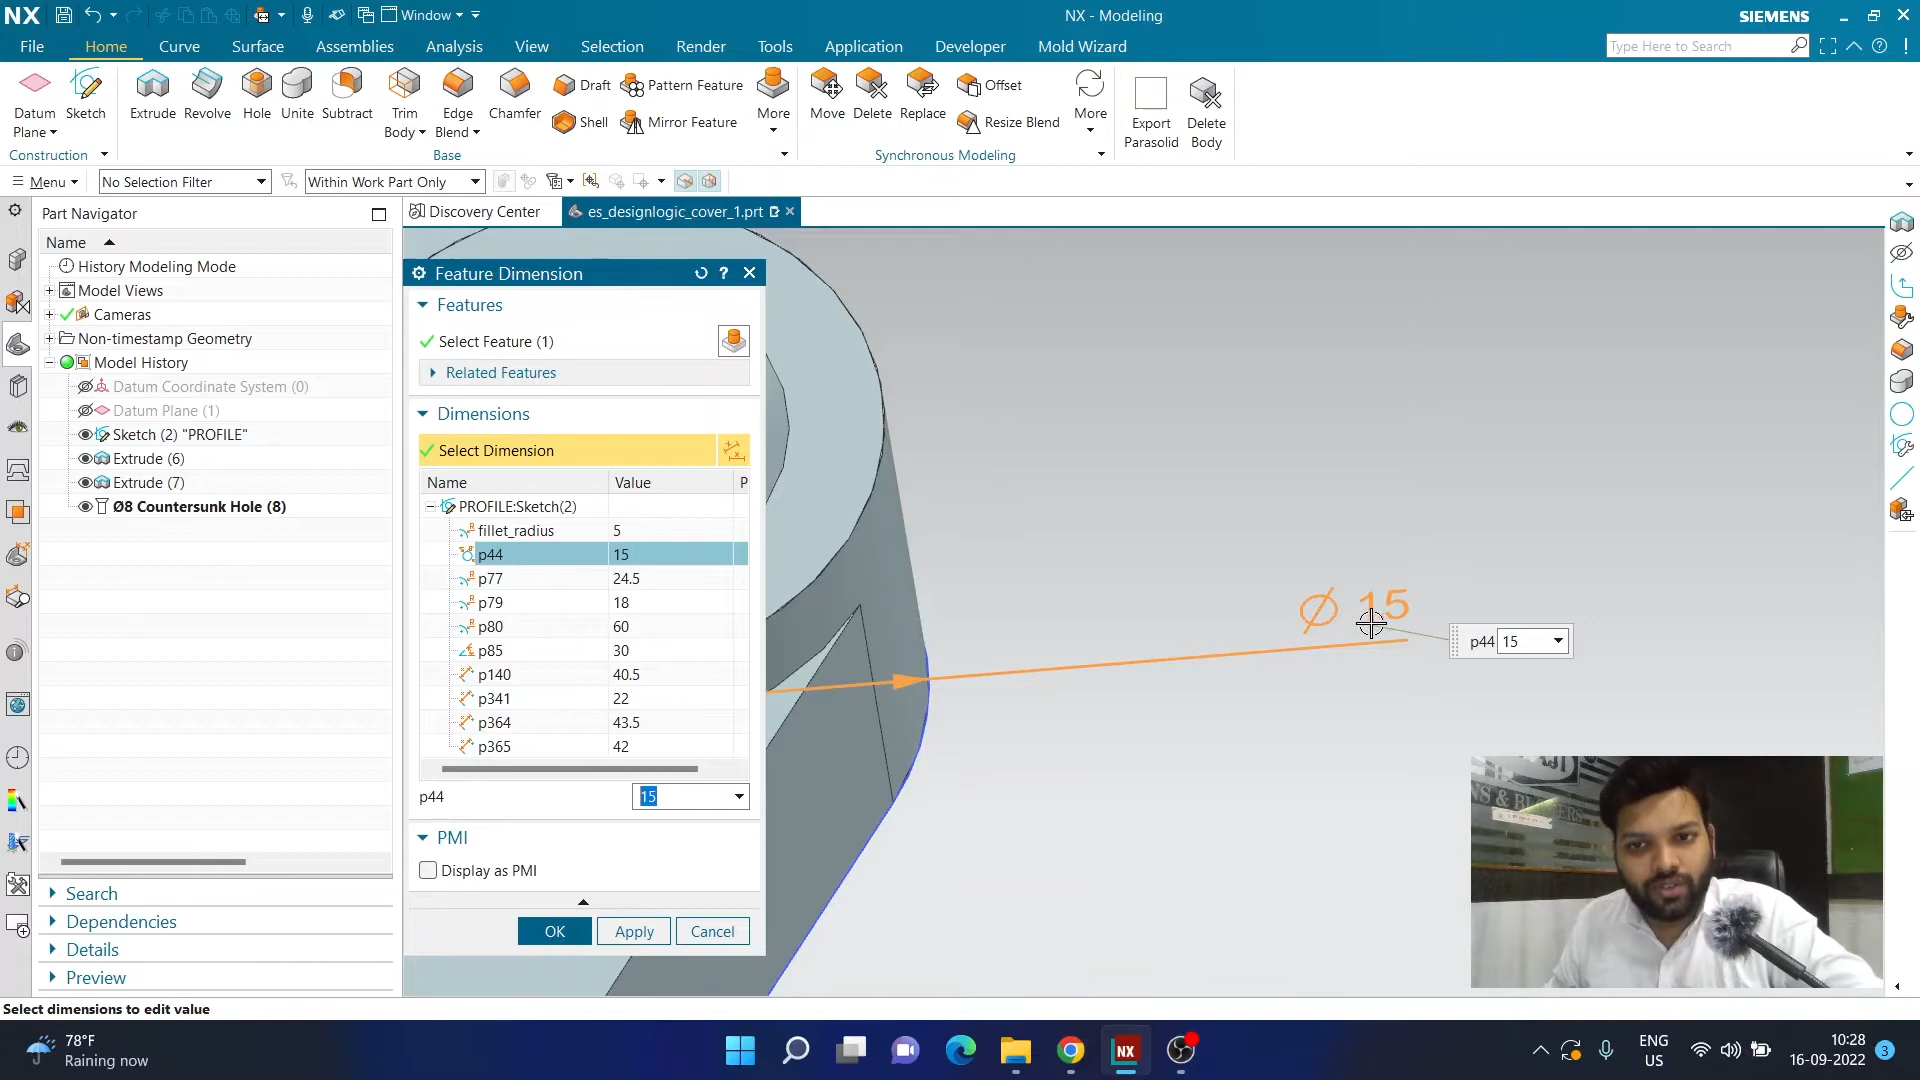 NX
Window
NX - Modeling
SIEMENS
File
Home
Curve
Surface
Assemblies
Analysis
View
Selection
Render
Tools
Application
Developer
Mold Wizard
Type Here to Search
Datum
Plane
Sketch
Extrude
Revolve
Hole
Unite
Subtract
Trim
Body
Edge
Blend
Chamfer
Draft
Shell
Pattern Feature
Mirror Feature
More
Move
Delete
Replace
Offset
Resize Blend
More
Export
Parasolid
Delete
Body
Construction
Base
Synchronous Modeling
Menu
No Selection Filter
Within Work Part Only
Part Navigator
Discovery Center
es_designlogic_cover_1.prt
Name
History Modeling Mode
Model Views
Cameras
Non-timestamp Geometry
Model History
Datum Coordinate System (0)
Datum Plane (1)
Sketch (2) "PROFILE"
Extrude (6)
Extrude (7)
Ø8 Countersunk Hole (8)
Search
Dependencies
Details
Preview
Feature Dimension
?
Features
Select Feature (1)
Related Features
Dimensions
Select Dimension
Name Value P
PROFILE:Sketch(2)
fillet_radius 5
p44 15
p77 24.5
p79 18
p80 60
p85 30
p140 40.5
p341 22
p364 43.5
p365 42
p44 15
PMI
Display as PMI
OK
Apply
Cancel
Ø 15
p44 15
NS & B
Select dimensions to edit value
78°F
Raining now
NX
ENG
US
10:28
16-09-2022
3